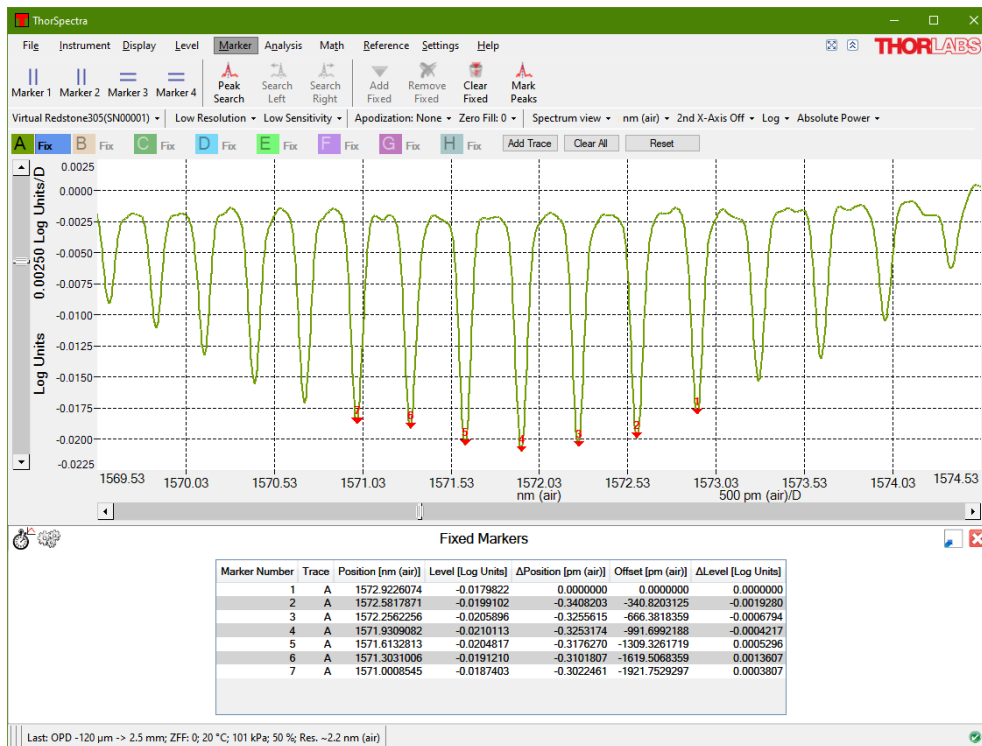 ThorSpectra
File Instrument Display Level Marker Analysis Math Reference Settings Help
THORLABS
Marker 1 Marker 2 Marker 3 Marker 4 Peak Search Search Left Search Right Add Fixed Remove Fixed Clear Fixed Mark Peaks
Virtual Redstone305(SN00001) Low Resolution Low Sensitivity Apodization: None Zero Fill: 0 Spectrum view nm (air) 2nd X-Axis Off Log Absolute Power
A Fix B Fix C Fix D Fix E Fix F Fix G Fix H Fix Add Trace Clear All Reset
0.00250 Log Units/D
Log Units
0.0025
0.0000
-0.0025
-0.0050
-0.0075
-0.0100
-0.0125
-0.0150
-0.0175
-0.0200
-0.0225
7 6 5 4 3 2 1
1569.53 1570.03 1570.53 1571.03 1571.53 1572.03 1572.53 1573.03 1573.53 1574.03 1574.53
nm (air) 500 pm (air)/D
Fixed Markers
Marker Number Trace Position [nm (air)] Level [Log Units] ΔPosition [pm (air)] Offset [pm (air)] ΔLevel [Log Units]
1 A 1572.9226074 -0.0179822 0.0000000 0.0000000 0.0000000
2 A 1572.5817871 -0.0199102 -0.3408203 -340.8203125 -0.0019280
3 A 1572.2562256 -0.0205896 -0.3255615 -666.3818359 -0.0006794
4 A 1571.9309082 -0.0210113 -0.3253174 -991.6992188 -0.0004217
5 A 1571.6132813 -0.0204817 -0.3176270 -1309.3261719 0.0005296
6 A 1571.3031006 -0.0191210 -0.3101807 -1619.5068359 0.0013607
7 A 1571.0008545 -0.0187403 -0.3022461 -1921.7529297 0.0003807
Last: OPD -120 µm -> 2.5 mm; ZFF: 0; 20 °C; 101 kPa; 50 %; Res. ~2.2 nm (air)